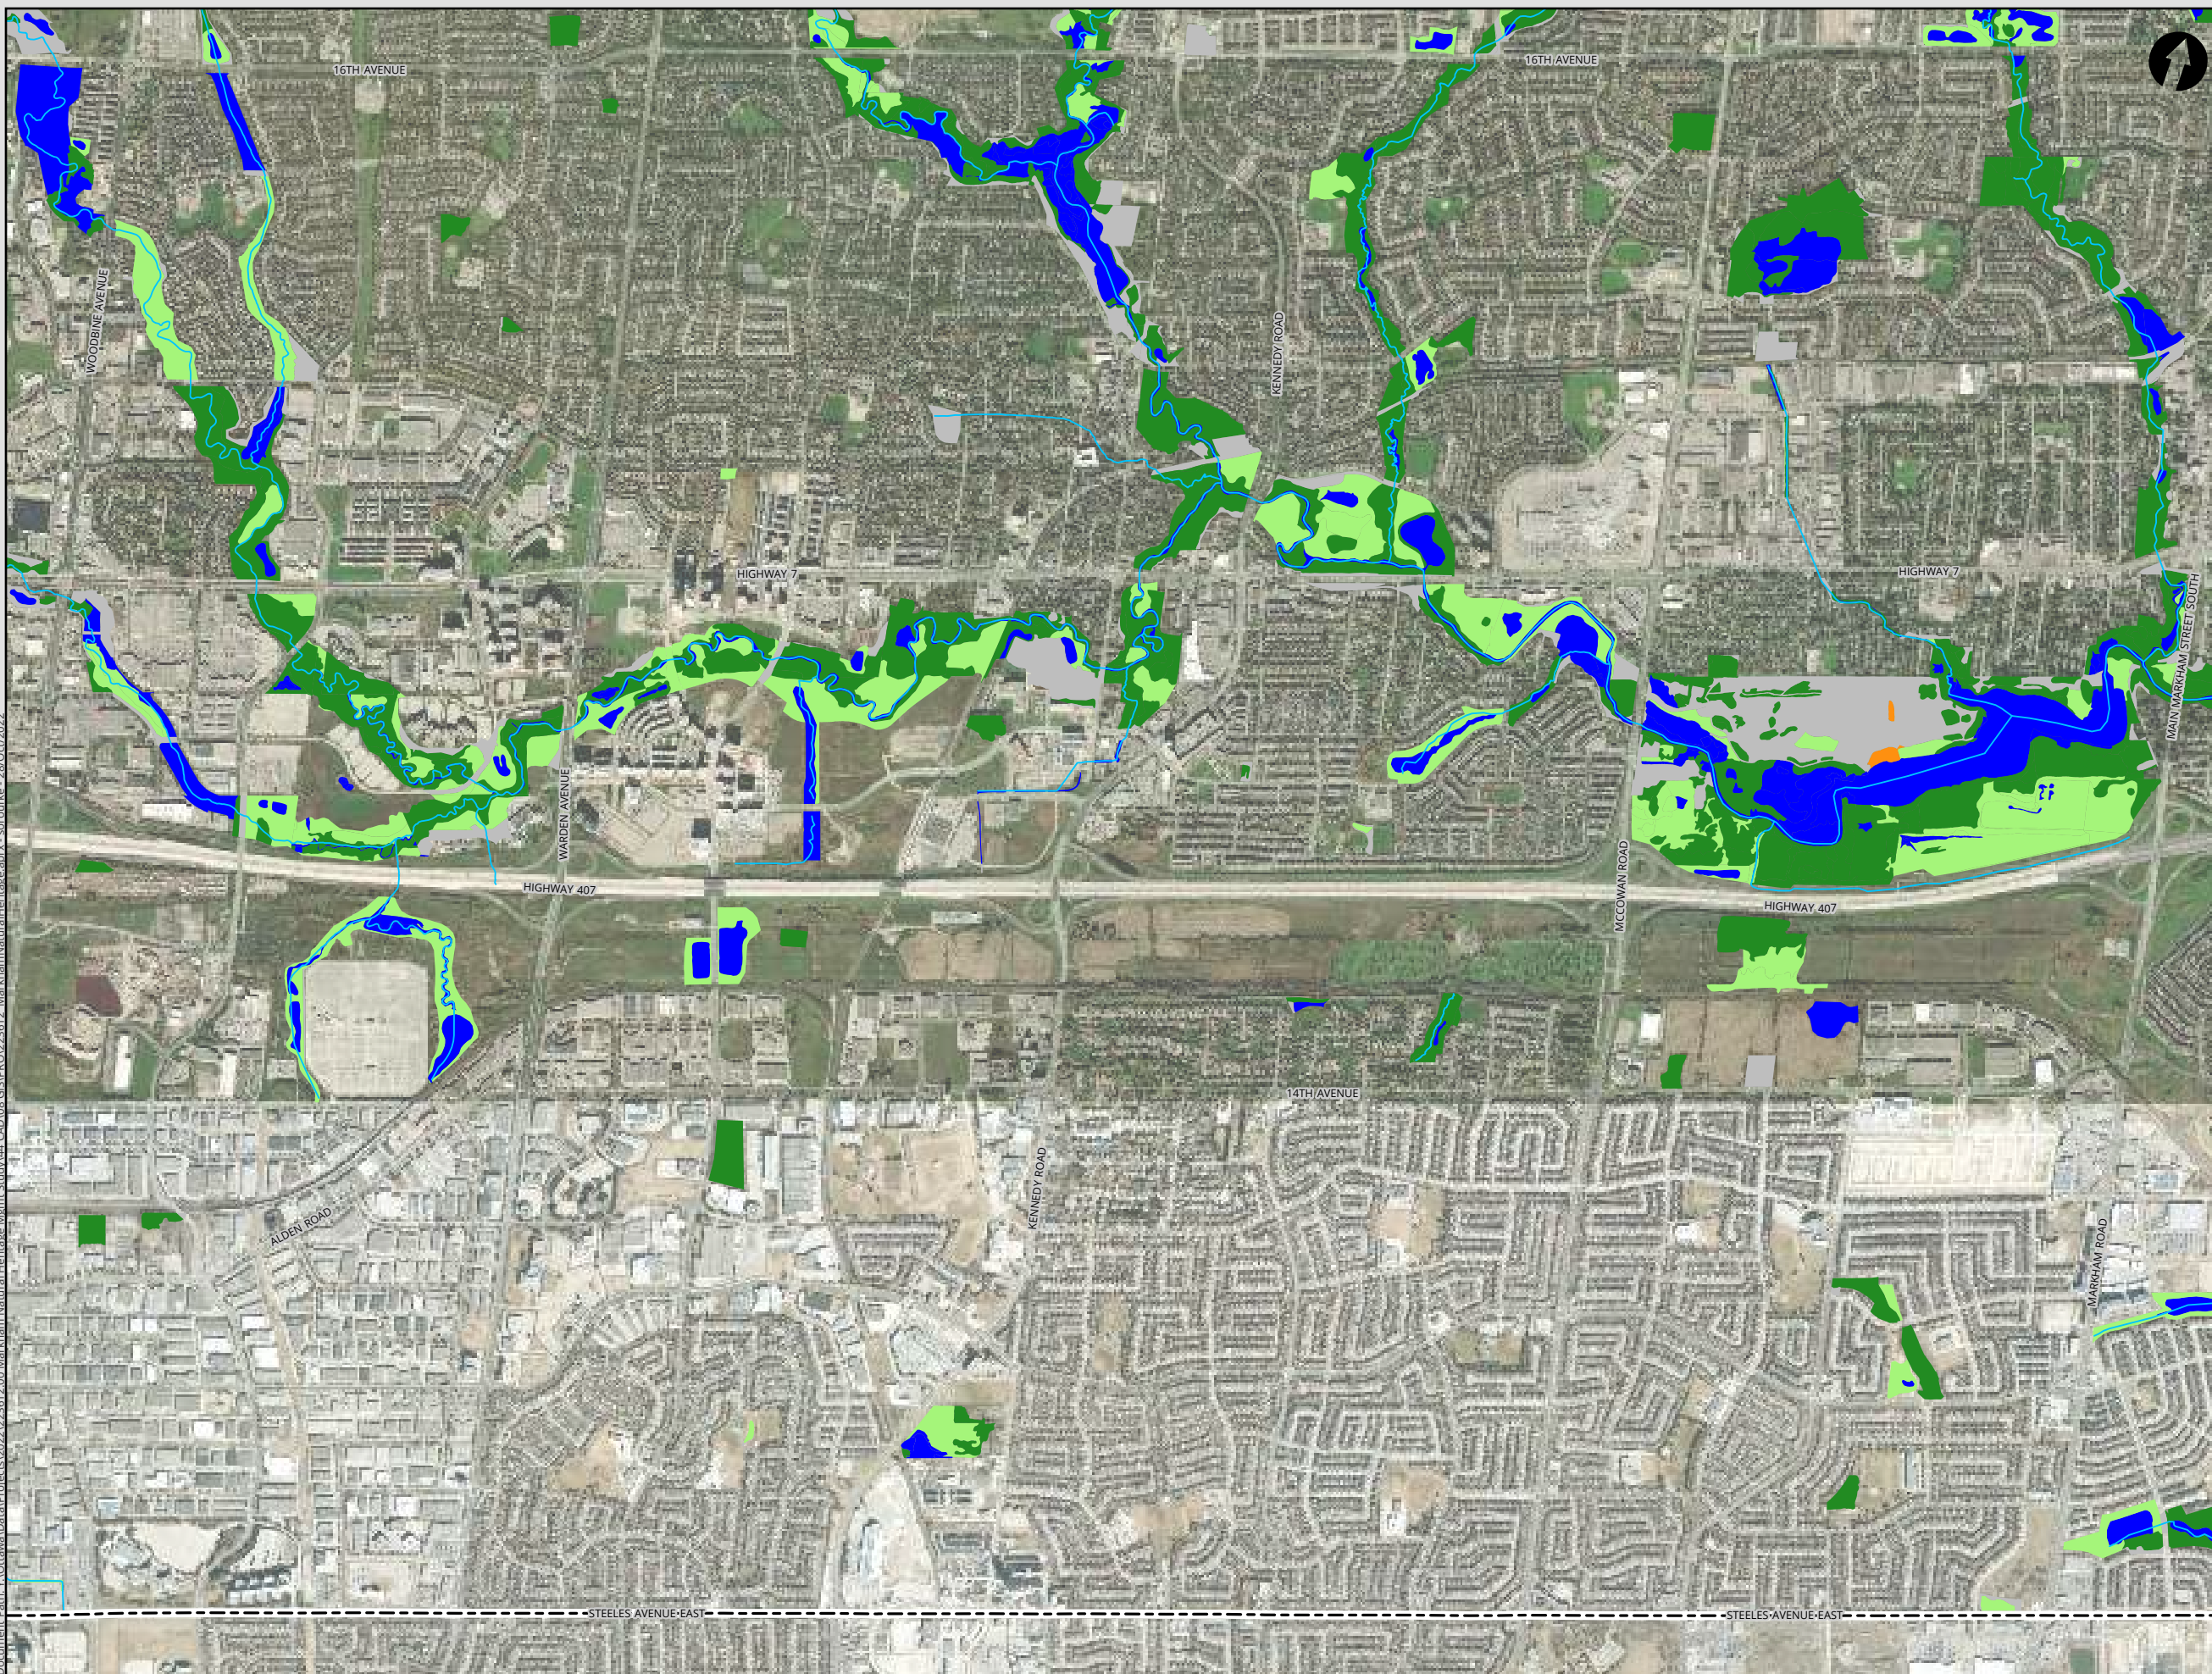 16TH AVENUE
16TH AVENUE
WOODBINE AVENUE
KENNEDY ROAD
HIGHWAY 7
HIGHWAY 7
MAIN MARKHAM STREET SOUTH
WARDEN AVENUE
MCCOWAN ROAD
HIGHWAY 407
HIGHWAY 407
14TH AVENUE
KENNEDY ROAD
ALDEN ROAD
MARKHAM ROAD
STEELES AVENUE EAST
STEELES AVENUE EAST